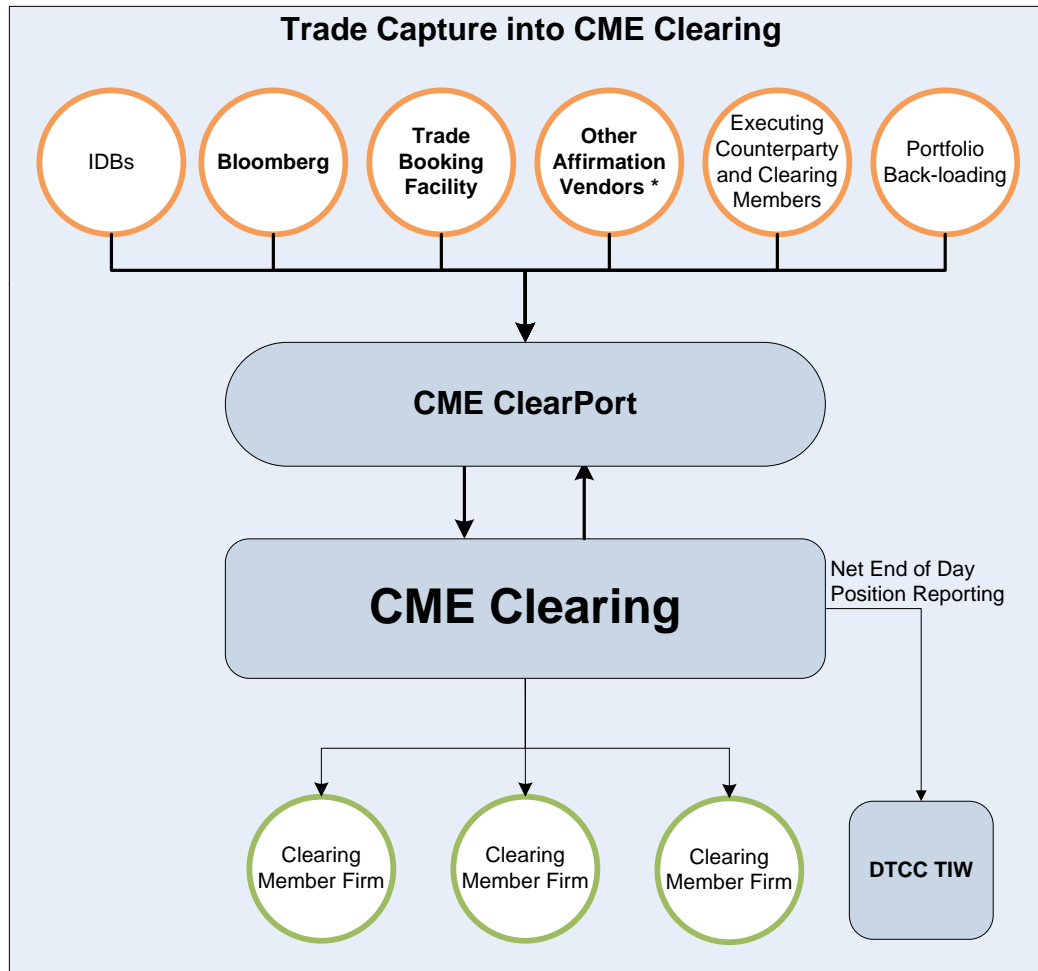 Trade Capture into CME Clearing
IDBs
Bloomberg
Trade
Booking
Facility
Other
Affirmation
Vendors *
Executing
Counterparty
and Clearing
Members
Portfolio
Back-loading
CME ClearPort
CME Clearing
Net End of Day
Position Reporting
Clearing
Member Firm
Clearing
Member Firm
Clearing
Member Firm
DTCC TIW